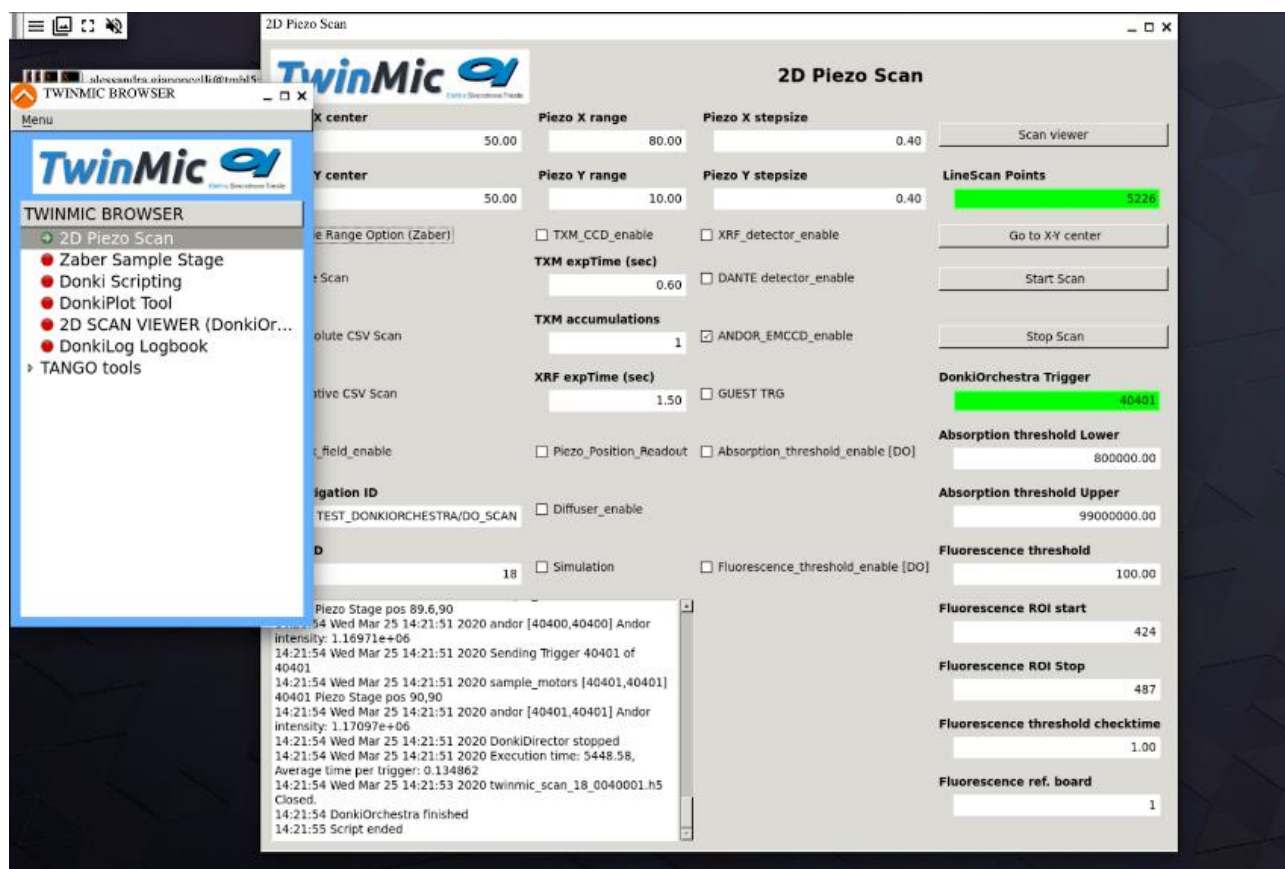 2D Piezo Scan
TWINMIC BROWSER
Menu
TwinMic
TWINMIC BROWSER
2D Piezo Scan
Zaber Sample Stage
Donki Scripting
DonkiPlot Tool
2D SCAN VIEWER (DonkiOr...
DonkiLog Logbook
TANGO tools
TwinMic
Elettra Sincrotrone Trieste
2D Piezo Scan
X center
Piezo X range
Piezo X stepsize
50.00
80.00
0.40
Scan viewer
Y center
Piezo Y range
Piezo Y stepsize
LineScan Points
50.00
10.00
0.40
5226
Range Option (Zaber)
TXM_CCD_enable
XRF_detector_enable
Go to X-Y center
Scan
TXM expTime (sec)
0.60
DANTE detector_enable
Start Scan
olute CSV Scan
TXM accumulations
1
ANDOR_EMCCD_enable
Stop Scan
ative CSV Scan
XRF expTime (sec)
1.50
GUEST TRG
DonkiOrchestra Trigger
40401
_field_enable
Piezo_Position_Readout
Absorption_threshold_enable [DO]
Absorption threshold Lower
800000.00
igation ID
TEST_DONKIORCHESTRA/DO_SCAN
Diffuser_enable
Absorption threshold Upper
99000000.00
D
18
Simulation
Fluorescence_threshold_enable [DO]
Fluorescence threshold
100.00
Piezo Stage pos 89.6,90
Wed Mar 25 14:21:51 2020 andor [40400,40400] Andor
intensity: 1.16971e+06
14:21:54 Wed Mar 25 14:21:51 2020 Sending Trigger 40401 of
40401
14:21:54 Wed Mar 25 14:21:51 2020 sample_motors [40401,40401]
40401 Piezo Stage pos 90,90
14:21:54 Wed Mar 25 14:21:51 2020 andor [40401,40401] Andor
intensity: 1.17097e+06
14:21:54 Wed Mar 25 14:21:51 2020 DonkiDirector stopped
14:21:54 Wed Mar 25 14:21:51 2020 Execution time: 5448.58,
Average time per trigger: 0.134862
14:21:54 Wed Mar 25 14:21:53 2020 twinmic_scan_18_0040001.h5
Closed.
14:21:54 DonkiOrchestra finished
14:21:55 Script ended
Fluorescence ROI start
424
Fluorescence ROI Stop
487
Fluorescence threshold checktime
1.00
Fluorescence ref. board
1